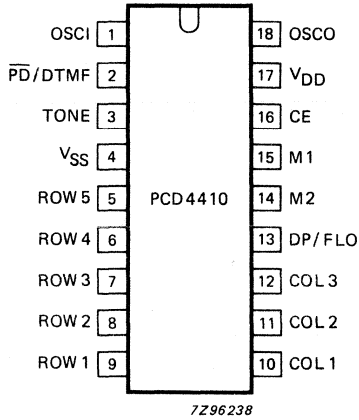 OSCI 1 18 OSCO
PD/DTMF 2 17 VDD
TONE 3 16 CE
VSS 4 15 M1
ROW 5 5 PCD4410 14 M2
ROW 4 6 13 DP/FLO
ROW 3 7 12 COL 3
ROW 2 8 11 COL 2
ROW 1 9 10 COL 1
7Z96238